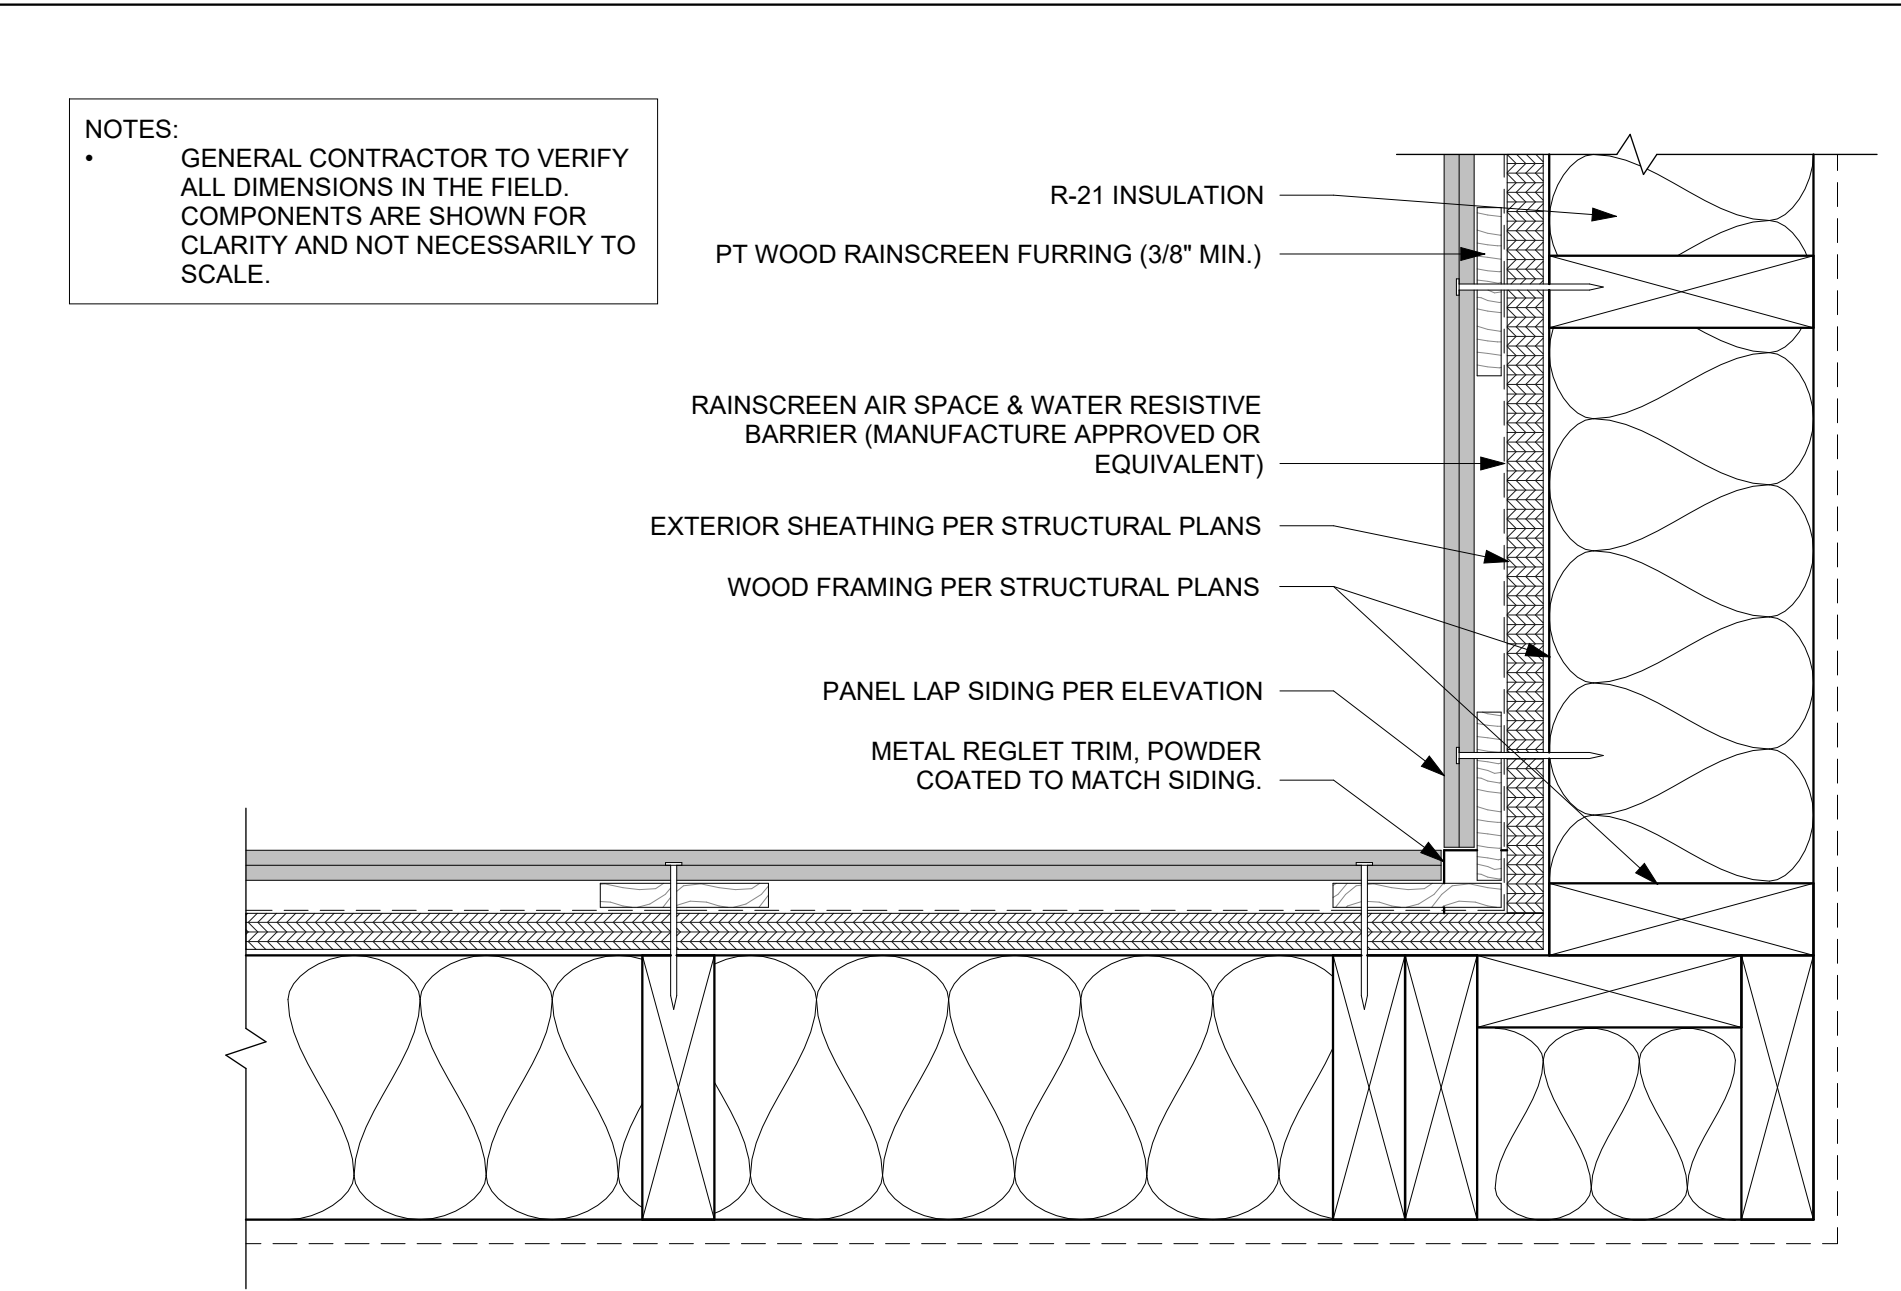 NOTES:
• GENERAL CONTRACTOR TO VERIFY
ALL DIMENSIONS IN THE FIELD.
COMPONENTS ARE SHOWN FOR
CLARITY AND NOT NECESSARILY TO
SCALE.
R-21 INSULATION
PT WOOD RAINSCREEN FURRING (3/8" MIN.)
RAINSCREEN AIR SPACE & WATER RESISTIVE
BARRIER (MANUFACTURE APPROVED OR
EQUIVALENT)
EXTERIOR SHEATHING PER STRUCTURAL PLANS
WOOD FRAMING PER STRUCTURAL PLANS
PANEL LAP SIDING PER ELEVATION
METAL REGLET TRIM, POWDER
COATED TO MATCH SIDING.